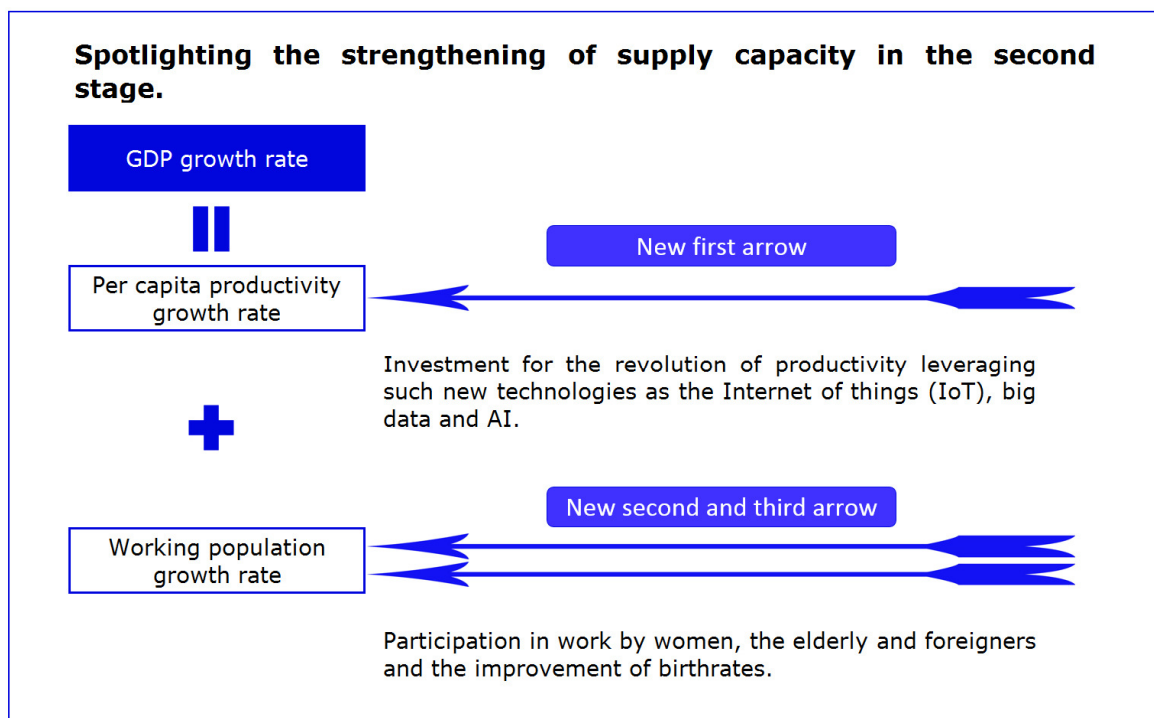 Spotlighting the strengthening of supply capacity in the second
stage.
GDP growth rate
New first arrow
Per capita productivity
growth rate
Investment for the revolution of productivity leveraging
such new technologies as the Internet of things (IoT), big
data and AI.
New second and third arrow
Working population
growth rate
Participation in work by women, the elderly and foreigners
and the improvement of birthrates.